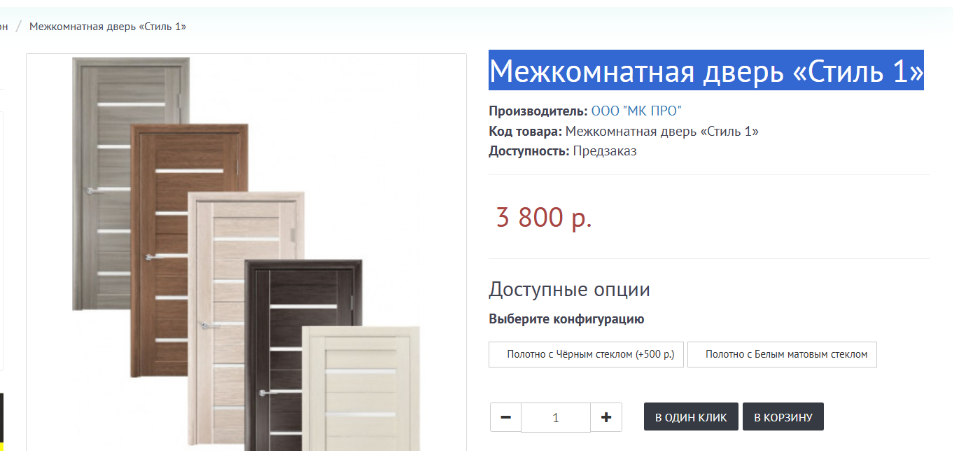 он / Межкомнатная дверь «Стиль 1»
Межкомнатная дверь «Стиль 1»
Производитель: ООО "МК ПРО"
Код товара: Межкомнатная дверь «Стиль 1»
Доступность: Предзаказ
3 800 р.
Доступные опции
Выберите конфигурацию
Полотно с Чёрным стеклом (+500 р.) Полотно с Белым матовым стеклом
− 1 + В ОДИН КЛИК В КОРЗИНУ